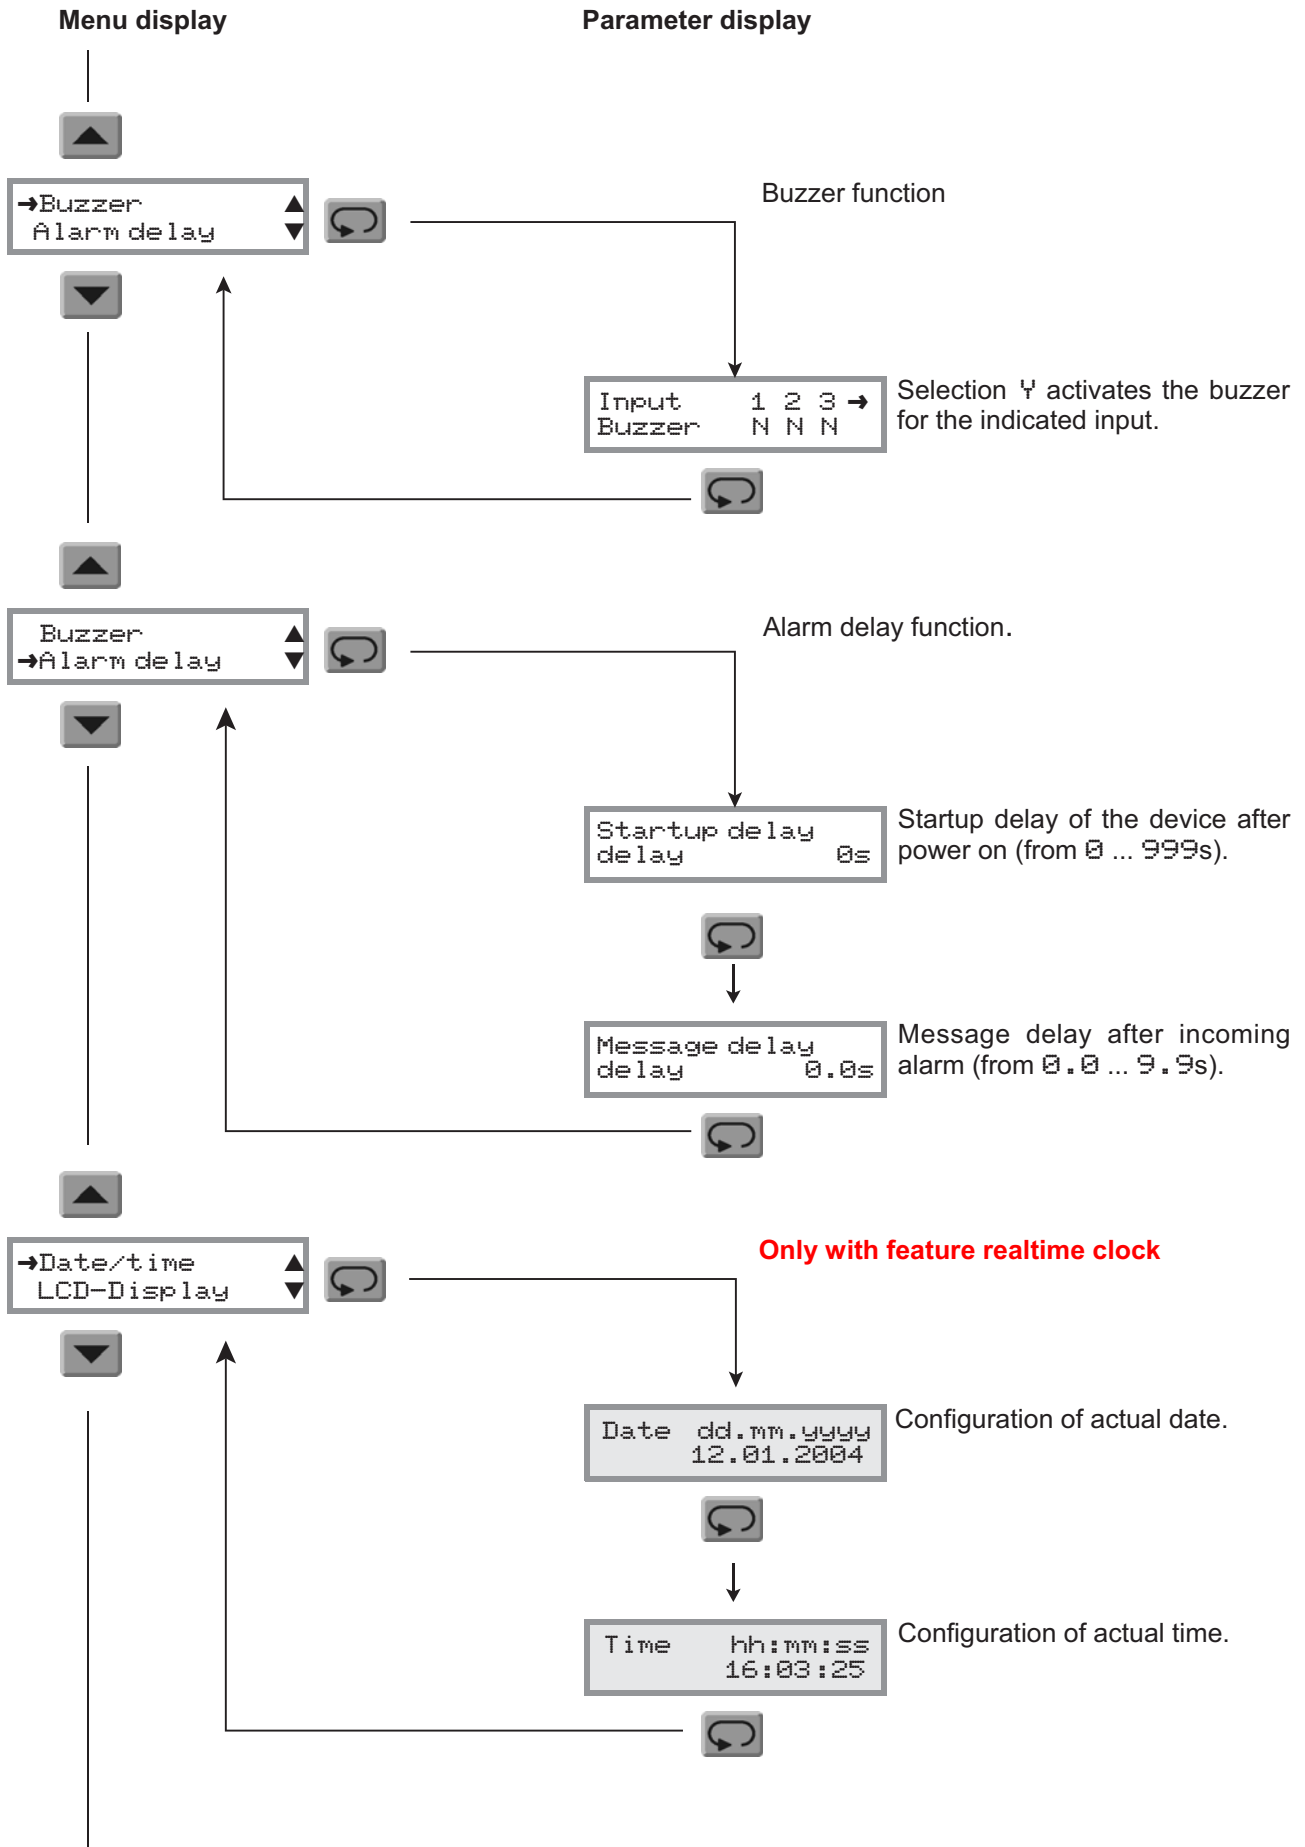 Menu display
Parameter display
→Buzzer ▲
Alarm delay ▼
Buzzer function
Input 1 2 3 →
Buzzer N N N
Selection Y activates the buzzer
for the indicated input.
Buzzer ▲
→Alarm delay ▼
Alarm delay function.
Startup delay
delay 0s
Startup delay of the device after
power on (from 0 ... 999s).
Message delay
delay 0.0s
Message delay after incoming
alarm (from 0.0 ... 9.9s).
→Date/time ▲
LCD-Display ▼
Only with feature realtime clock
Date dd.mm.yyyy
12.01.2004
Configuration of actual date.
Time hh:mm:ss
16:03:25
Configuration of actual time.